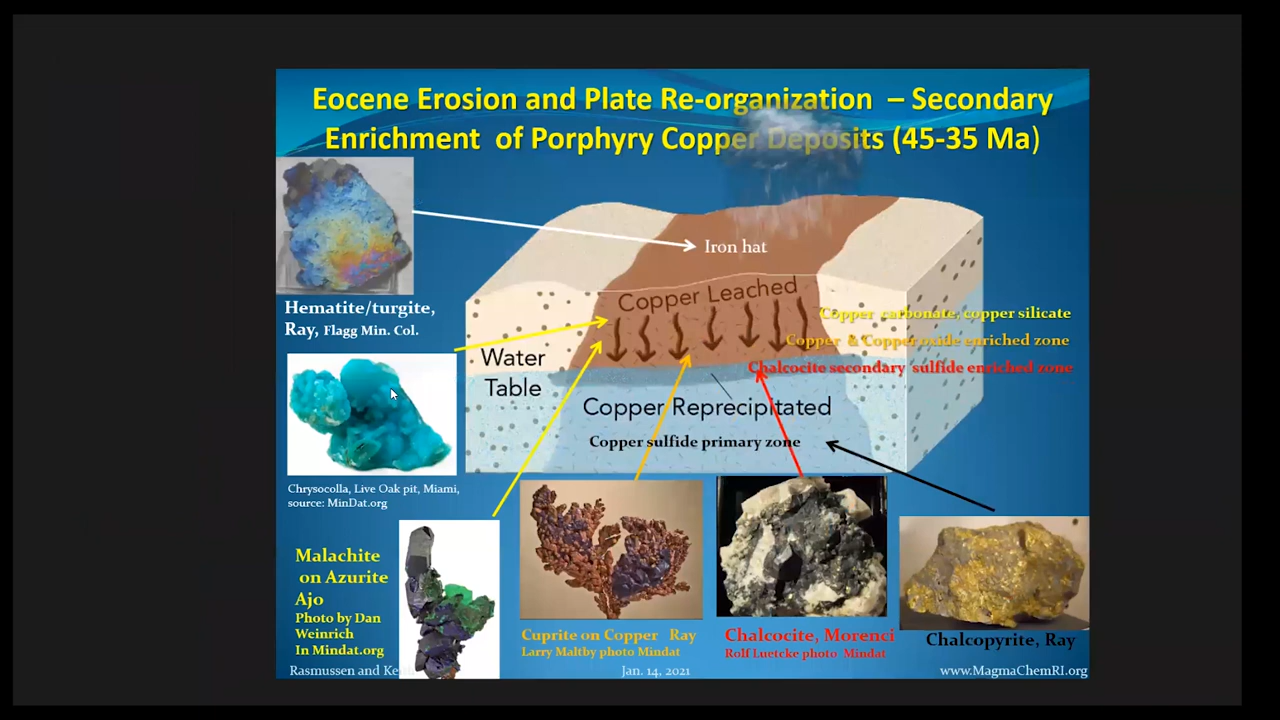 Eocene Erosion and Plate Re-organization – Secondary
Enrichment of Porphyry Copper Deposits (45-35 Ma)
Iron hat
Copper Leached
Hematite/turgite,
Ray, Flagg Min. Col.
Copper carbonate, copper silicate
Copper & Copper oxide enriched zone
Chalcocite secondary sulfide enriched zone
Water
Table
Copper Reprecipitated
Copper sulfide primary zone
Chrysocolla, Live Oak pit, Miami,
source: MinDat.org
Malachite
on Azurite
Ajo
Photo by Dan
Weinrich
In Mindat.org
Cuprite on Copper Ray
Larry Maltby photo Mindat
Chalcocite, Morenci
Rolf Luetcke photo Mindat
Chalcopyrite, Ray
Rasmussen and
Jan. 14, 2021
www.MagmaChemRI.org